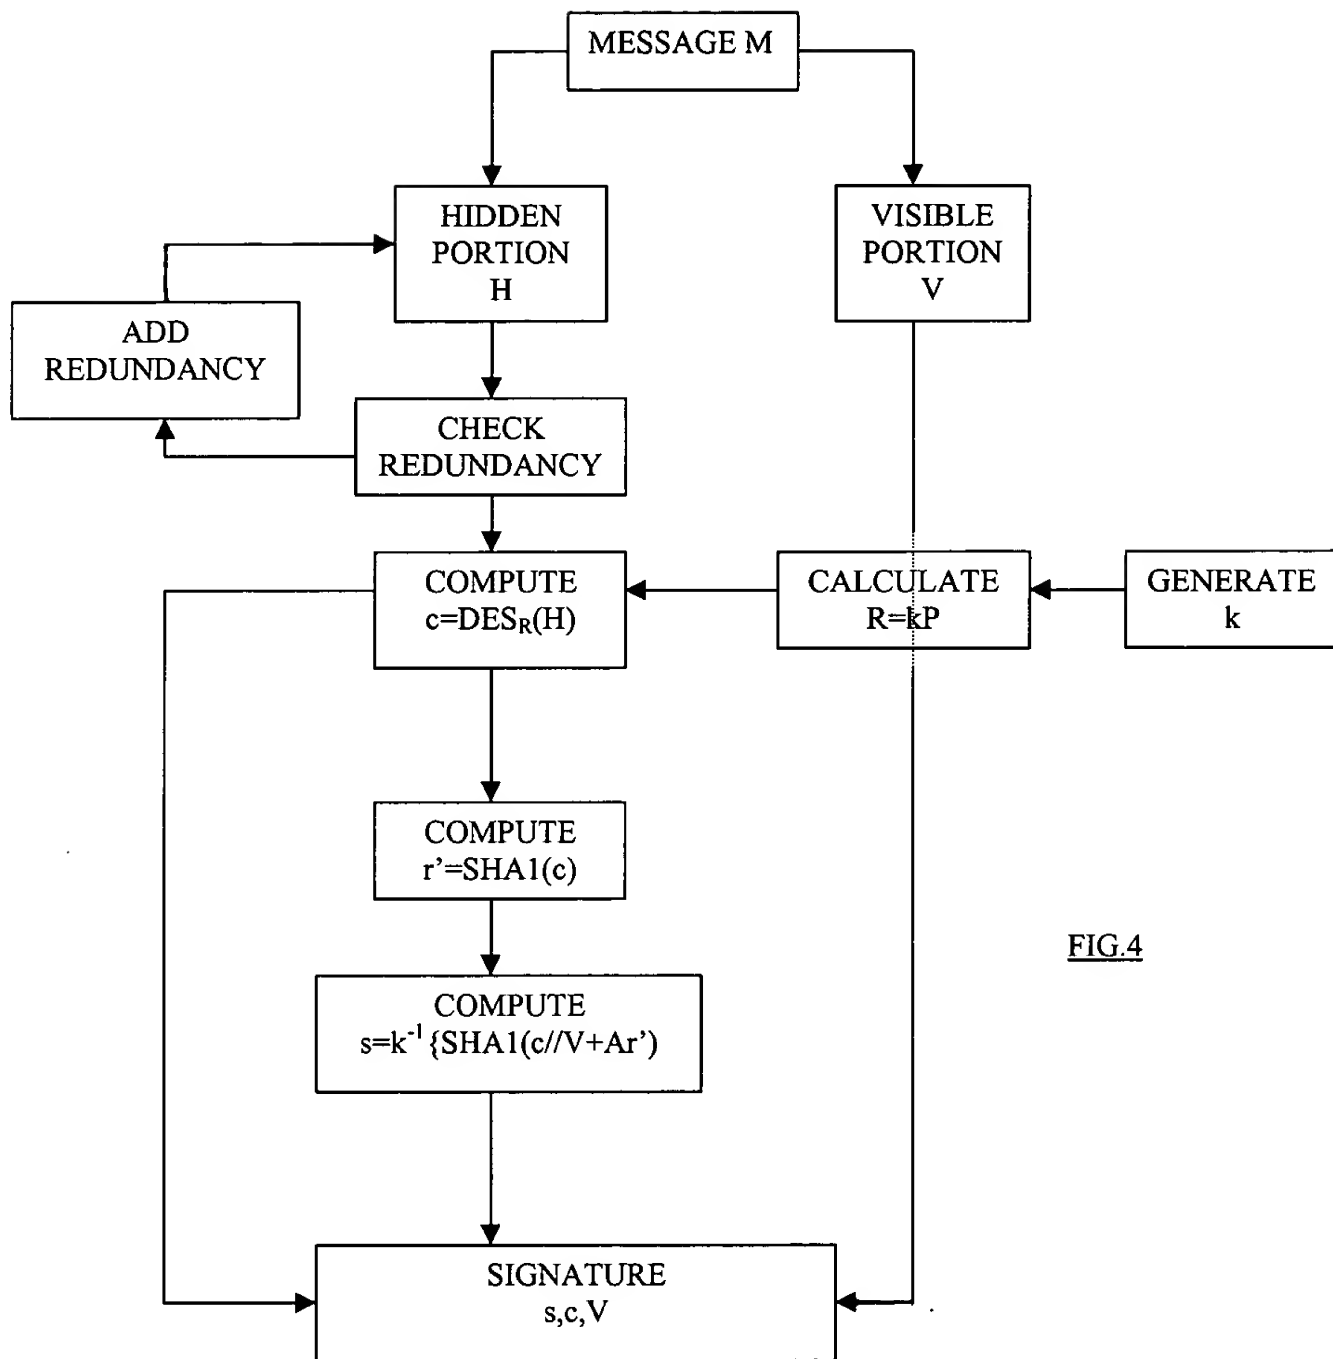 MESSAGE M
HIDDEN
PORTION
H
VISIBLE
PORTION
V
ADD
REDUNDANCY
CHECK
REDUNDANCY
COMPUTE
c=DES_R(H)
CALCULATE
R=kP
GENERATE
k
COMPUTE
r’=SHA1(c)
FIG.4
COMPUTE
s=k⁻¹{SHA1(c//V+Ar’)
SIGNATURE
s,c,V